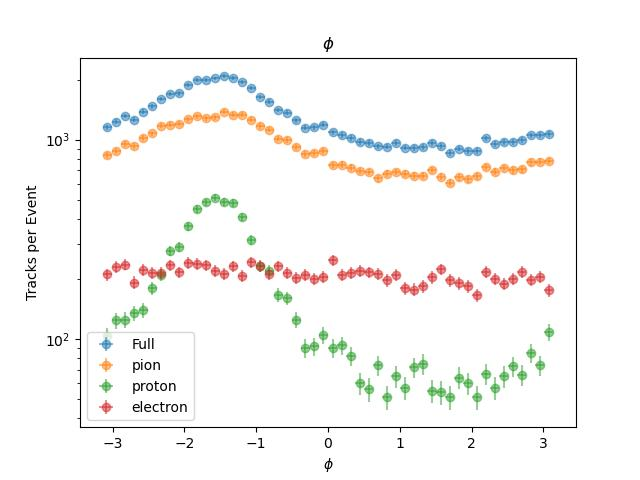 ϕ
Tracks per Event
10³
10²
Full
pion
proton
electron
−3
−2
−1
0
1
2
3
ϕ